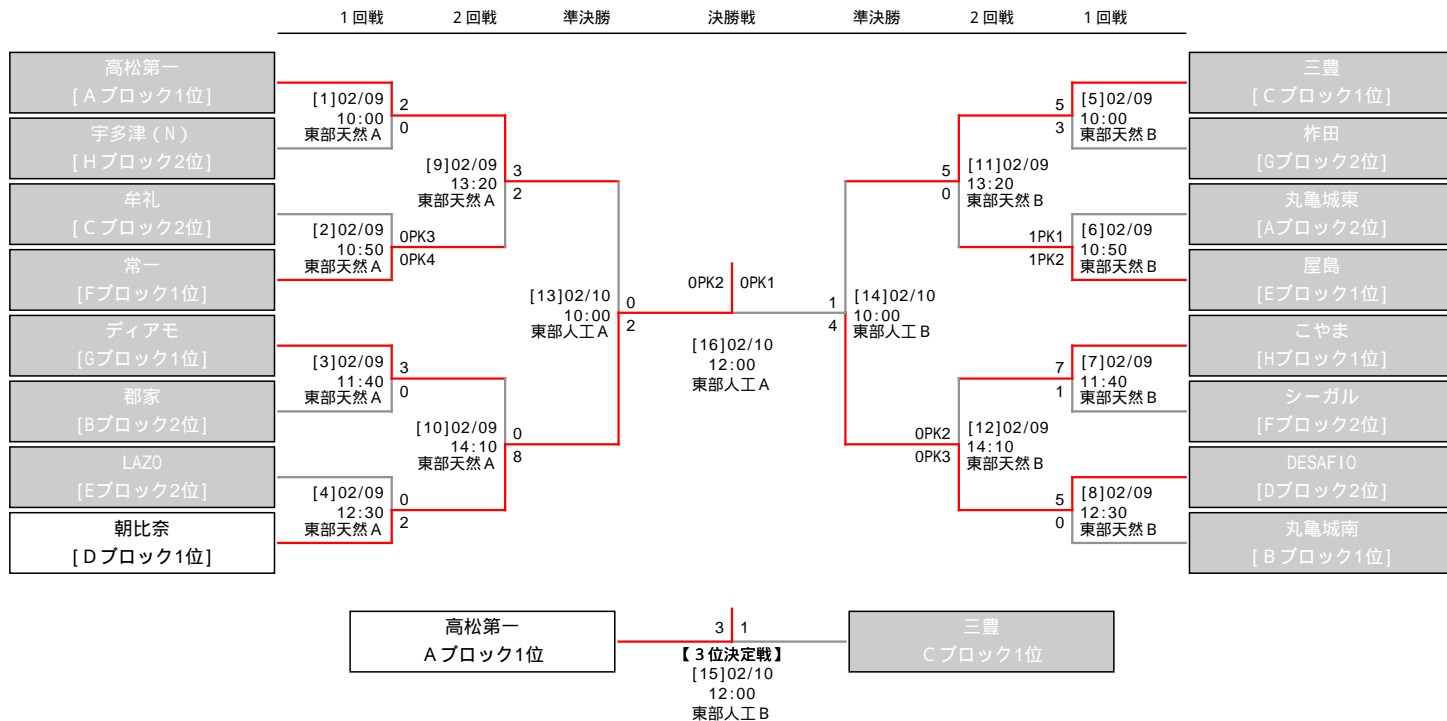 1回戦 2回戦 準決勝 決勝戦 準決勝 2回戦 1回戦
高松第一
[Aブロック1位]
宇多津(N)
[Hブロック2位]
牟礼
[Cブロック2位]
常一
[Fブロック1位]
ディアモ
[Gブロック1位]
郡家
[Bブロック2位]
LAZO
[Eブロック2位]
朝比奈
[Dブロック1位]
[1]02/09
10:00
東部天然A
2
0
[2]02/09
10:50
東部天然A
0PK3
0PK4
[3]02/09
11:40
東部天然A
3
0
[4]02/09
12:30
東部天然A
0
2
[9]02/09
13:20
東部天然A
3
2
[10]02/09
14:10
東部天然A
0
8
[13]02/10
10:00
東部人工A
0
2
0PK2 0PK1
[16]02/10
12:00
東部人工A
1
4
[14]02/10
10:00
東部人工B
5
0
[11]02/09
13:20
東部天然B
0PK2
0PK3
[12]02/09
14:10
東部天然B
5
3
[5]02/09
10:00
東部天然B
1PK1
1PK2
[6]02/09
10:50
東部天然B
7
1
[7]02/09
11:40
東部天然B
5
0
[8]02/09
12:30
東部天然B
三豊
[Cブロック1位]
柞田
[Gブロック2位]
丸亀城東
[Aブロック2位]
屋島
[Eブロック1位]
こやま
[Hブロック1位]
シーガル
[Fブロック2位]
DESAFIO
[Dブロック2位]
丸亀城南
[Bブロック1位]
高松第一
Aブロック1位
3 1
【3位決定戦】
[15]02/10
12:00
東部人工B
三豊
Cブロック1位